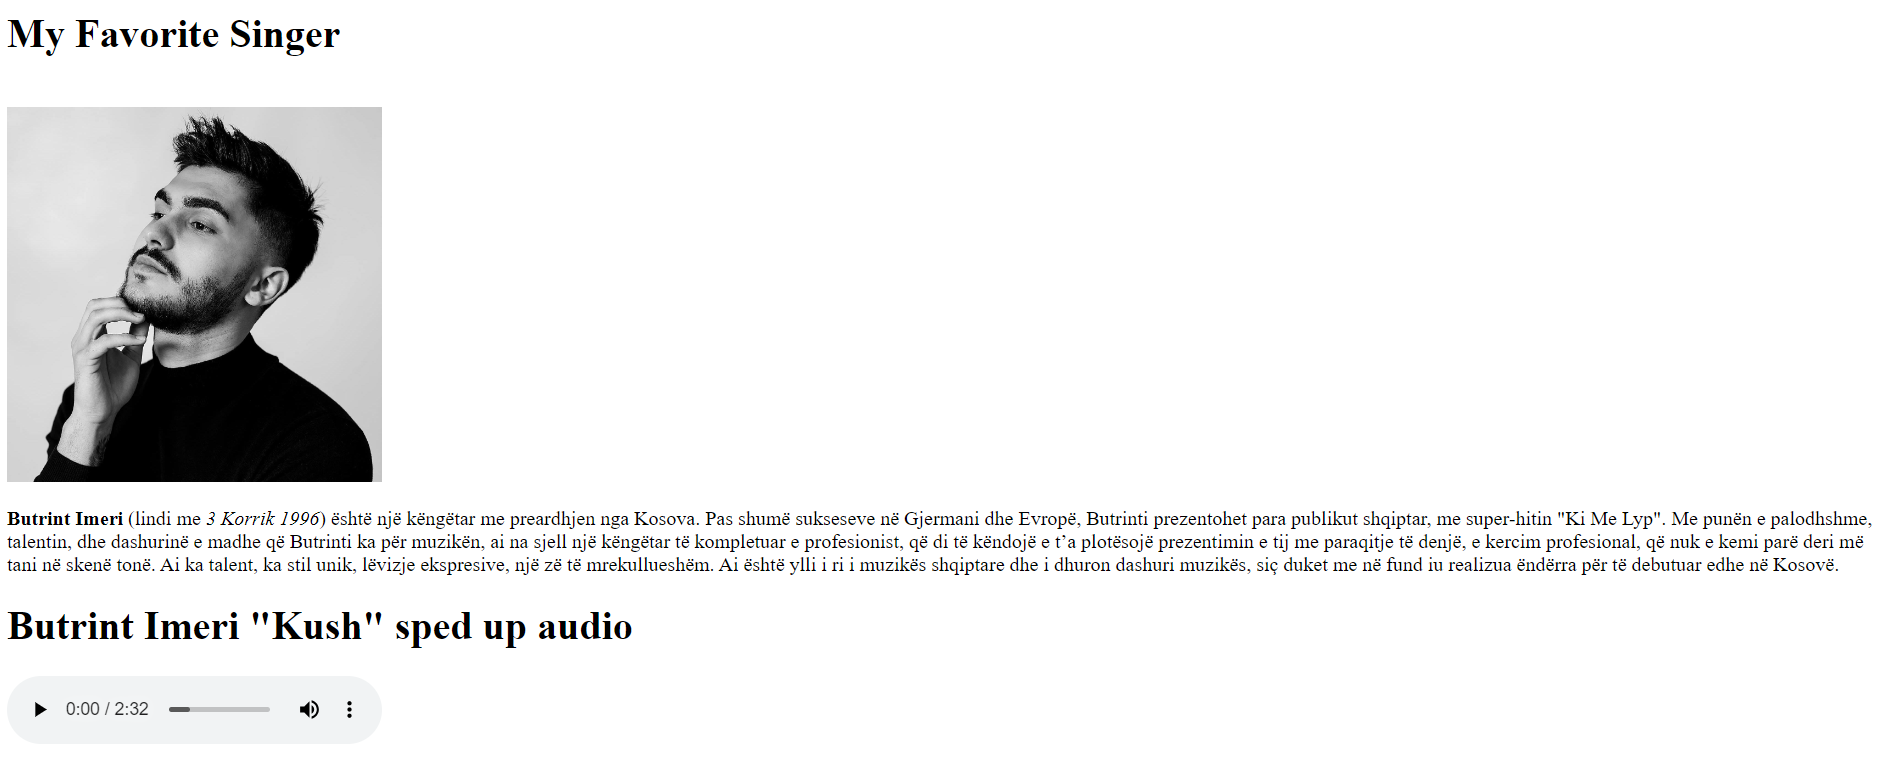 My Favorite Singer
Butrint Imeri (lindi me 3 Korrik 1996) është një këngëtar me preardhjen nga Kosova. Pas shumë sukseseve në Gjermani dhe Evropë, Butrinti prezentohet para publikut shqiptar, me super-hitin "Ki Me Lyp". Me punën e palodhshme,
talentin, dhe dashurinë e madhe që Butrinti ka për muzikën, ai na sjell një këngëtar të kompletuar e profesionist, që di të këndojë e t’a plotësojë prezentimin e tij me paraqitje të denjë, e kercim profesional, që nuk e kemi parë deri më
tani në skenë tonë. Ai ka talent, ka stil unik, lëvizje ekspresive, një zë të mrekullueshëm. Ai është ylli i ri i muzikës shqiptare dhe i dhuron dashuri muzikës, siç duket me në fund iu realizua ëndërra për të debutuar edhe në Kosovë.
Butrint Imeri "Kush" sped up audio
0:00 / 2:32